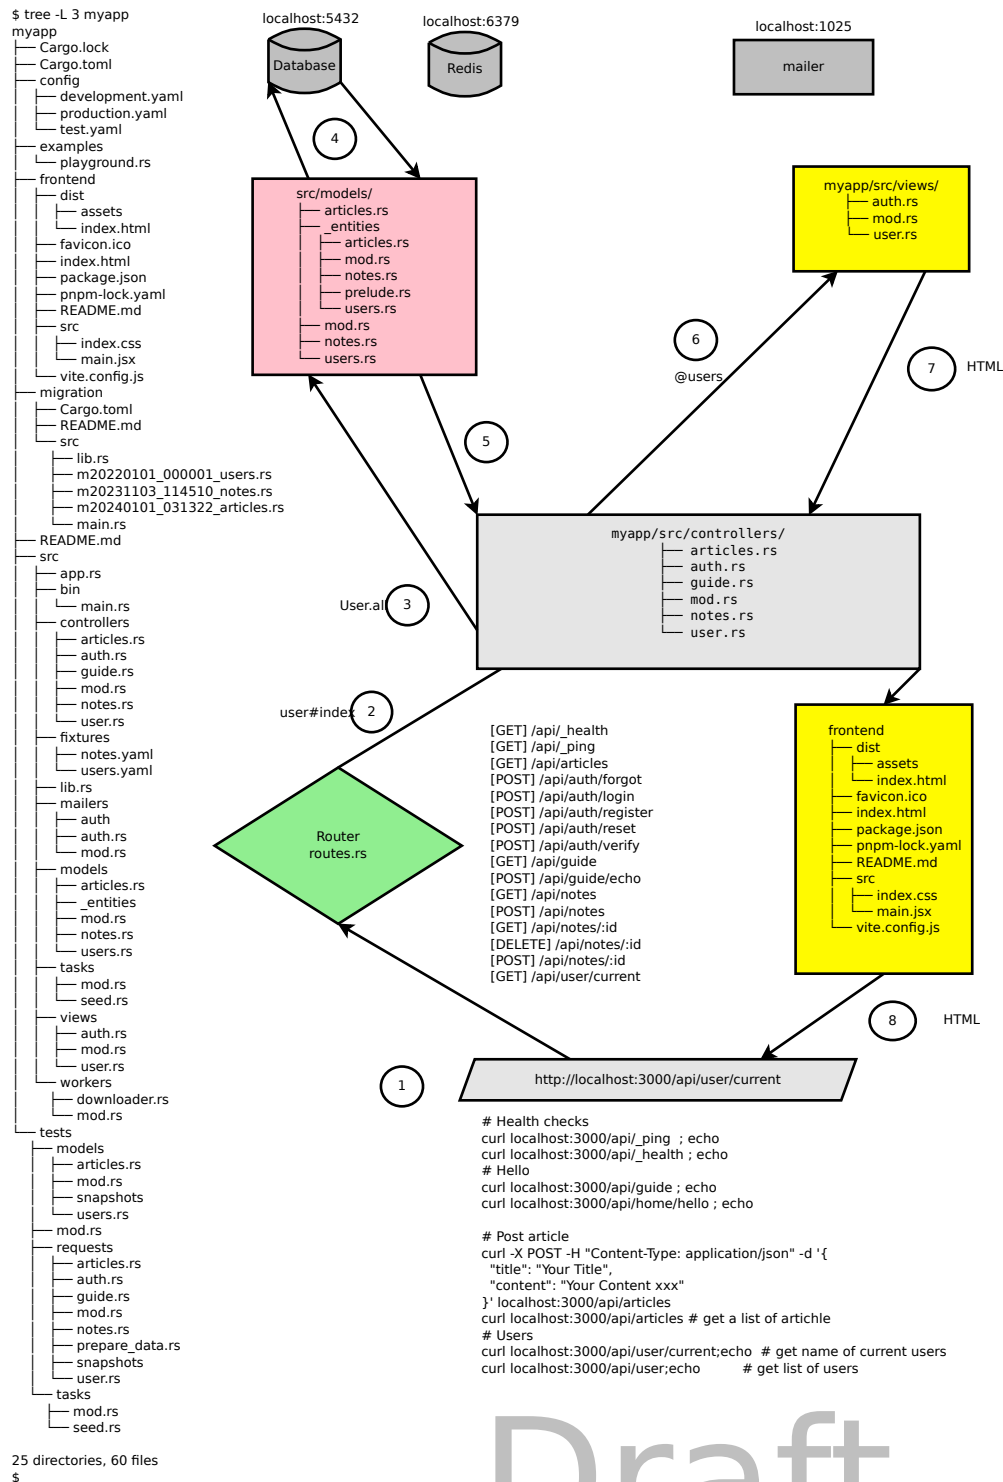 $ tree -L 3 myapp
myapp
├── Cargo.lock
├── Cargo.toml
├── config
│   ├── development.yaml
│   ├── production.yaml
│   └── test.yaml
├── examples
│   └── playground.rs
├── frontend
│   ├── dist
│   │   ├── assets
│   │   └── index.html
│   ├── favicon.ico
│   ├── index.html
│   ├── package.json
│   ├── pnpm-lock.yaml
│   ├── README.md
│   ├── src
│   │   ├── index.css
│   │   └── main.jsx
│   └── vite.config.js
├── migration
│   ├── Cargo.toml
│   ├── README.md
│   └── src
│       ├── lib.rs
│       ├── m20220101_000001_users.rs
│       ├── m20231103_114510_notes.rs
│       ├── m20240101_031322_articles.rs
│       └── main.rs
├── README.md
├── src
│   ├── app.rs
│   ├── bin
│   │   └── main.rs
│   ├── controllers
│   │   ├── articles.rs
│   │   ├── auth.rs
│   │   ├── guide.rs
│   │   ├── mod.rs
│   │   ├── notes.rs
│   │   └── user.rs
│   ├── fixtures
│   │   ├── notes.yaml
│   │   └── users.yaml
│   ├── lib.rs
│   ├── mailers
│   │   ├── auth
│   │   ├── auth.rs
│   │   └── mod.rs
│   ├── models
│   │   ├── articles.rs
│   │   ├── _entities
│   │   ├── mod.rs
│   │   ├── notes.rs
│   │   └── users.rs
│   ├── tasks
│   │   ├── mod.rs
│   │   └── seed.rs
│   ├── views
│   │   ├── auth.rs
│   │   ├── mod.rs
│   │   └── user.rs
│   └── workers
│       ├── downloader.rs
│       └── mod.rs
└── tests
    ├── models
    │   ├── articles.rs
    │   ├── mod.rs
    │   ├── snapshots
    │   └── users.rs
    ├── mod.rs
    ├── requests
    │   ├── articles.rs
    │   ├── auth.rs
    │   ├── guide.rs
    │   ├── mod.rs
    │   ├── notes.rs
    │   ├── prepare_data.rs
    │   ├── snapshots
    │   └── user.rs
    └── tasks
        ├── mod.rs
        └── seed.rs

25 directories, 60 files
$
localhost:5432
Database
localhost:6379
Redis
localhost:1025
mailer
4
src/models/
├── articles.rs
├── _entities
│   ├── articles.rs
│   ├── mod.rs
│   ├── notes.rs
│   ├── prelude.rs
│   └── users.rs
├── mod.rs
├── notes.rs
└── users.rs
myapp/src/views/
├── auth.rs
├── mod.rs
└── user.rs
6
@users
7
HTML
5
myapp/src/controllers/
├── articles.rs
├── auth.rs
├── guide.rs
├── mod.rs
├── notes.rs
└── user.rs
User.al
3
user#index
2
Router
routes.rs
[GET] /api/_health
[GET] /api/_ping
[GET] /api/articles
[POST] /api/auth/forgot
[POST] /api/auth/login
[POST] /api/auth/register
[POST] /api/auth/reset
[POST] /api/auth/verify
[GET] /api/guide
[POST] /api/guide/echo
[GET] /api/notes
[POST] /api/notes
[GET] /api/notes/:id
[DELETE] /api/notes/:id
[POST] /api/notes/:id
[GET] /api/user/current
frontend
├── dist
│   ├── assets
│   └── index.html
├── favicon.ico
├── index.html
├── package.json
├── pnpm-lock.yaml
├── README.md
├── src
│   ├── index.css
│   └── main.jsx
└── vite.config.js
8
HTML
1
http://localhost:3000/api/user/current
# Health checks
curl localhost:3000/api/_ping  ; echo
curl localhost:3000/api/_health ; echo
# Hello
curl localhost:3000/api/guide ; echo
curl localhost:3000/api/home/hello ; echo

# Post article
curl -X POST -H "Content-Type: application/json" -d '{
  "title": "Your Title",
  "content": "Your Content xxx"
}' localhost:3000/api/articles
curl localhost:3000/api/articles # get a list of artichle
# Users
curl localhost:3000/api/user/current;echo  # get name of current users
curl localhost:3000/api/user;echo          # get list of users
Draft